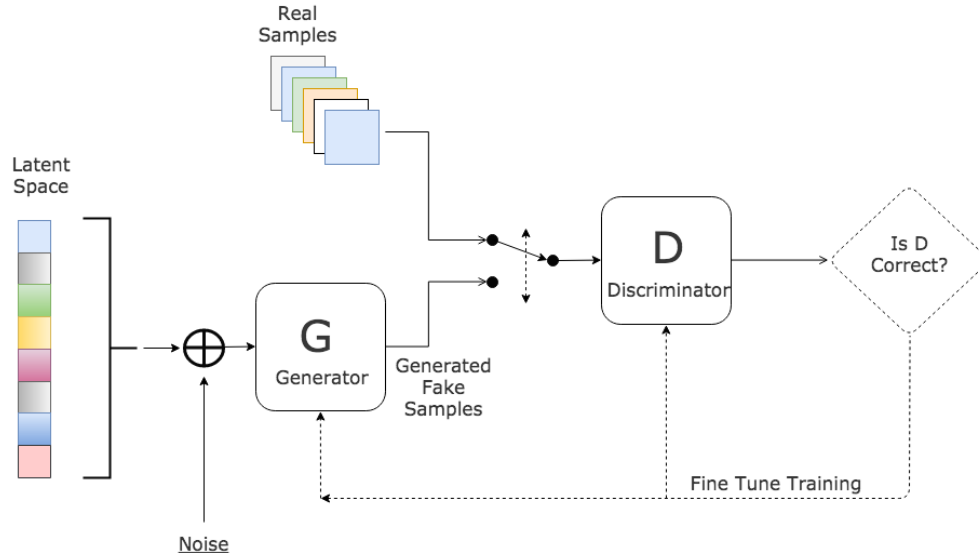 Real
Samples
Latent
Space
D
Discriminator
Is D
Correct?
G
Generator
Generated
Fake
Samples
Fine Tune Training
Noise